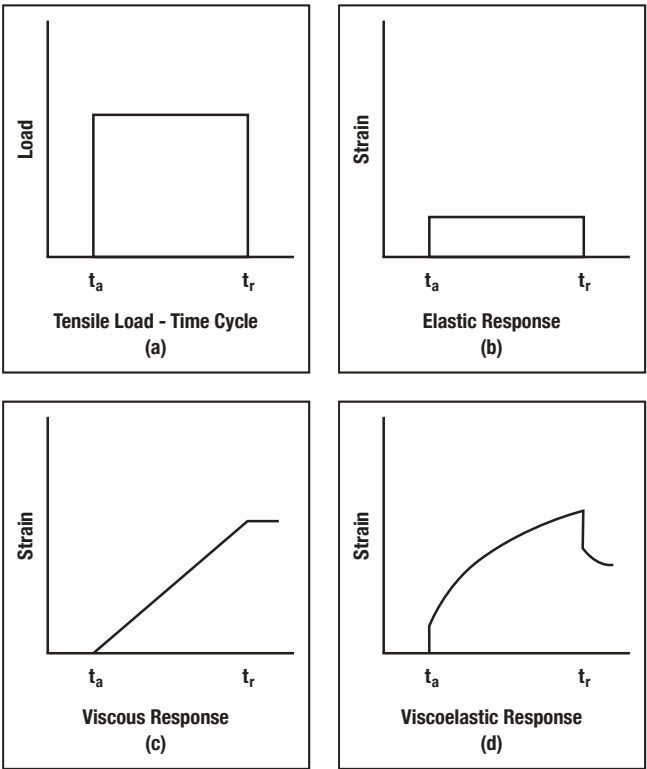 Load
t_a
t_r
Tensile Load - Time Cycle
(a)
Strain
t_a
t_r
Elastic Response
(b)
Strain
t_a
t_r
Viscous Response
(c)
Strain
t_a
t_r
Viscoelastic Response
(d)